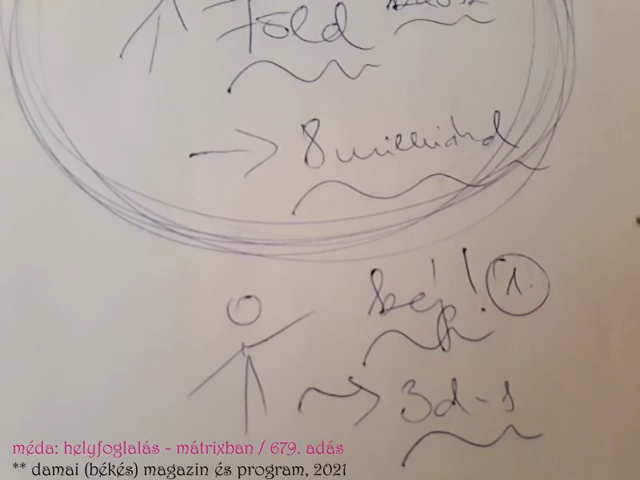 Föld
→ 8 milliárd
kép! 1.
→ 3d-s
méda: helyfoglalás - mátrixban / 679. adás
** damai (békés) magazin és program, 2021